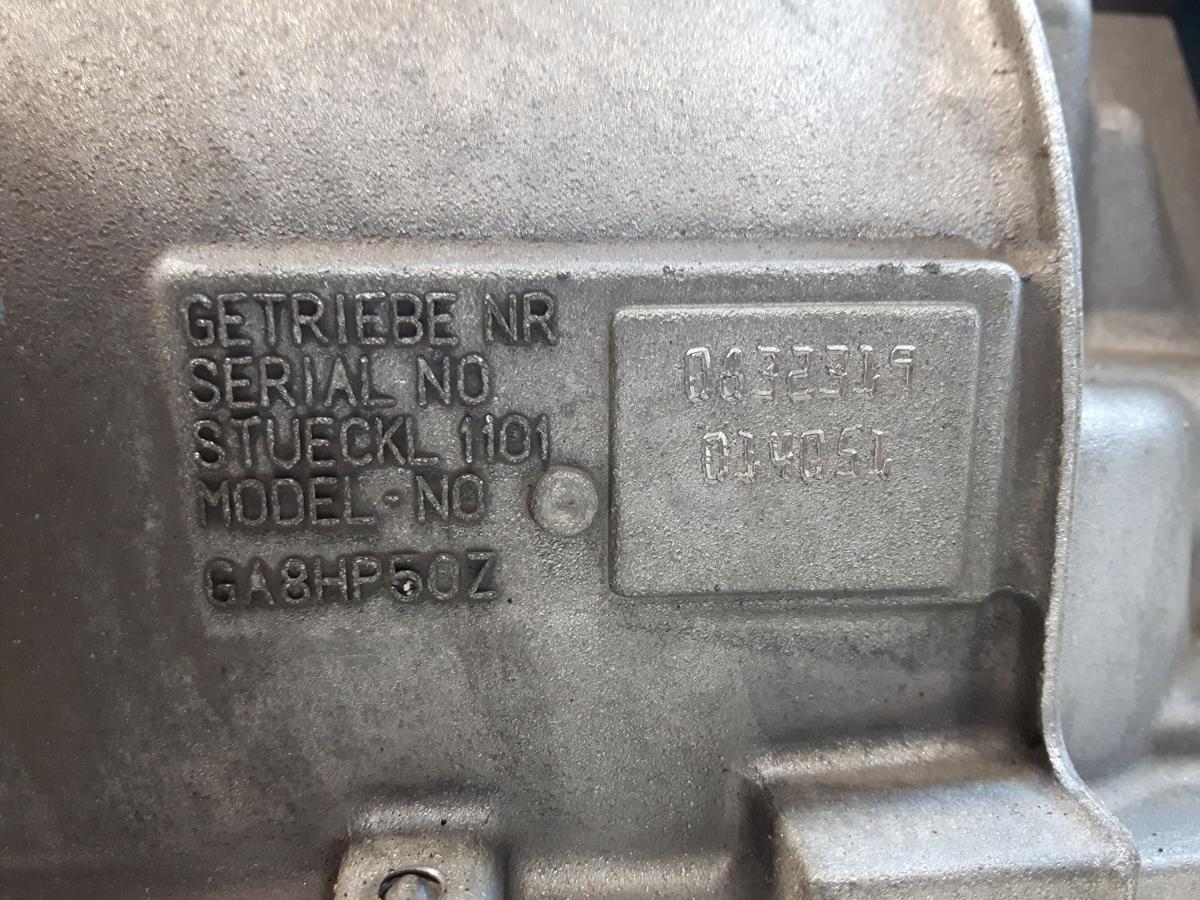 GETRIEBE NR
SERIAL NO
STUECKL 1101
MODEL-NO
GA8HP50Z